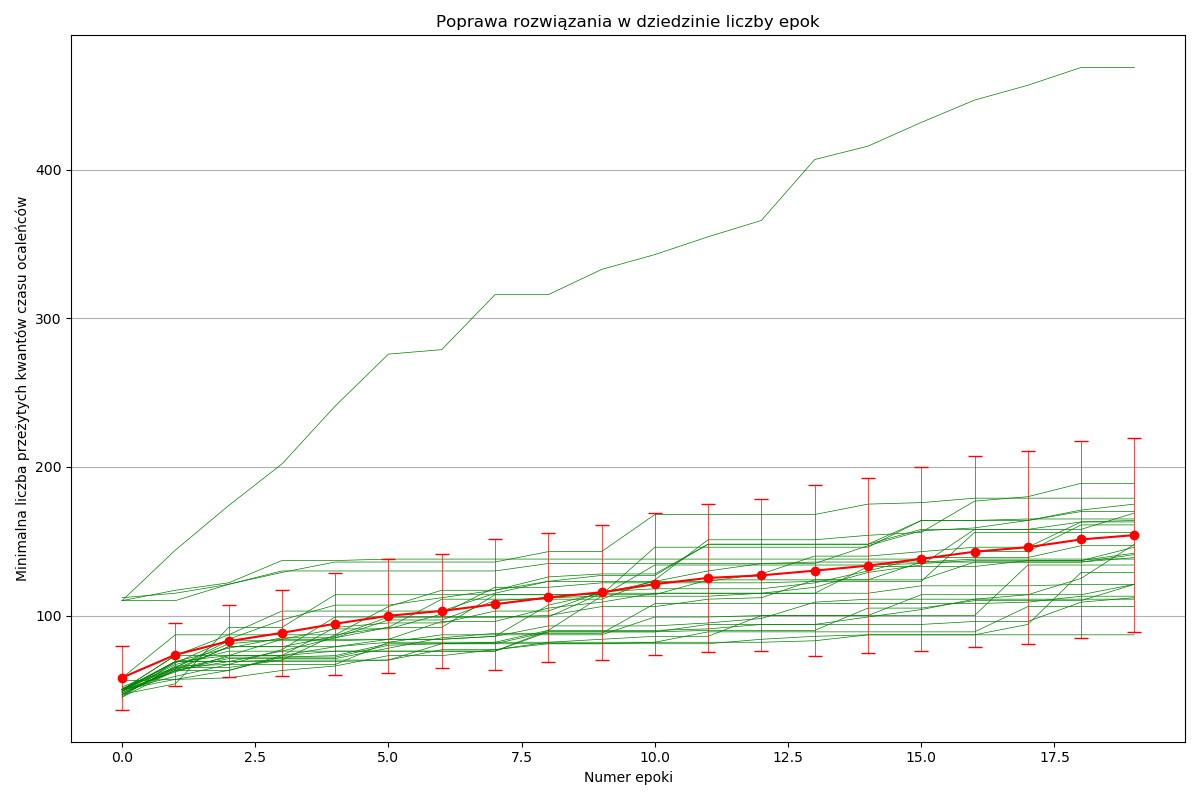 Poprawa rozwiązania w dziedzinie liczby epok
Minimalna liczba przeżytych kwantów czasu ocaleńców
400
300
200
100
0.0 2.5 5.0 7.5 10.0 12.5 15.0 17.5
Numer epoki